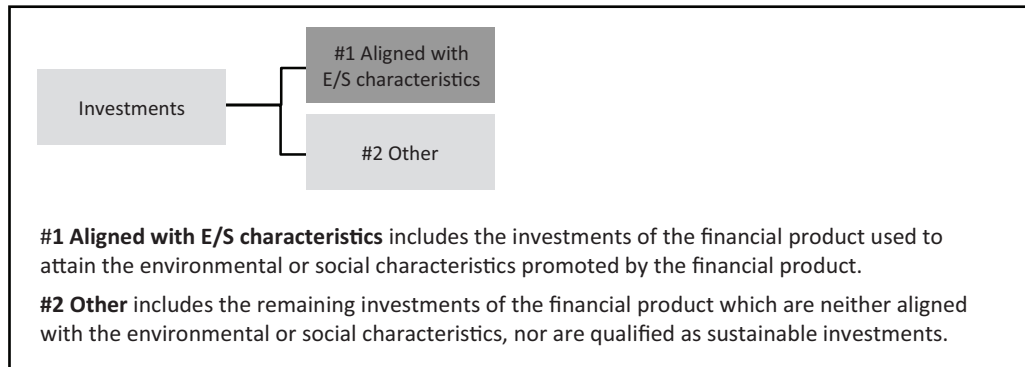 #1 Aligned with
E/S characteristics
Investments
#2 Other
#1 Aligned with E/S characteristics includes the investments of the financial product used to
attain the environmental or social characteristics promoted by the financial product.
#2 Other includes the remaining investments of the financial product which are neither aligned
with the environmental or social characteristics, nor are qualified as sustainable investments.